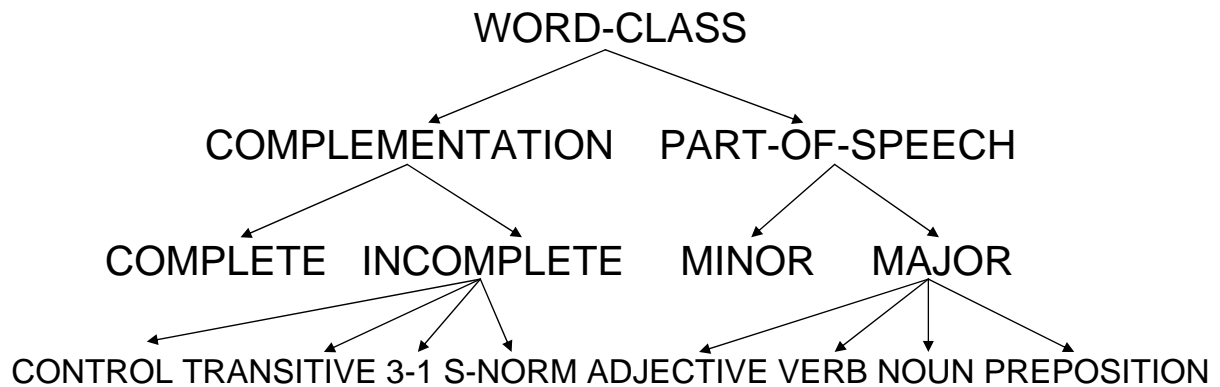 WORD-CLASS
COMPLEMENTATION PART-OF-SPEECH
COMPLETE INCOMPLETE MINOR MAJOR
CONTROL TRANSITIVE 3-1 S-NORM ADJECTIVE VERB NOUN PREPOSITION